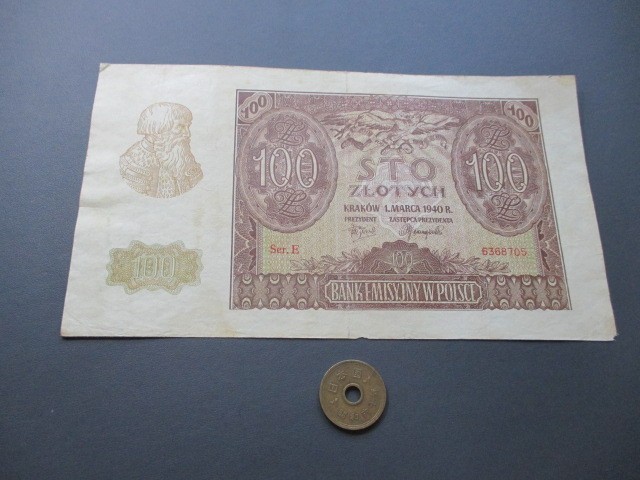 100
100
100
STO
100
ZŁOTYCH
KRAKÓW 1. MARCA 1940 R.
PREZYDENT
ZASTĘPCA PREZYDENTA
Ser. E
6368705
100
100
BANK EMISYJNY W POLSCE